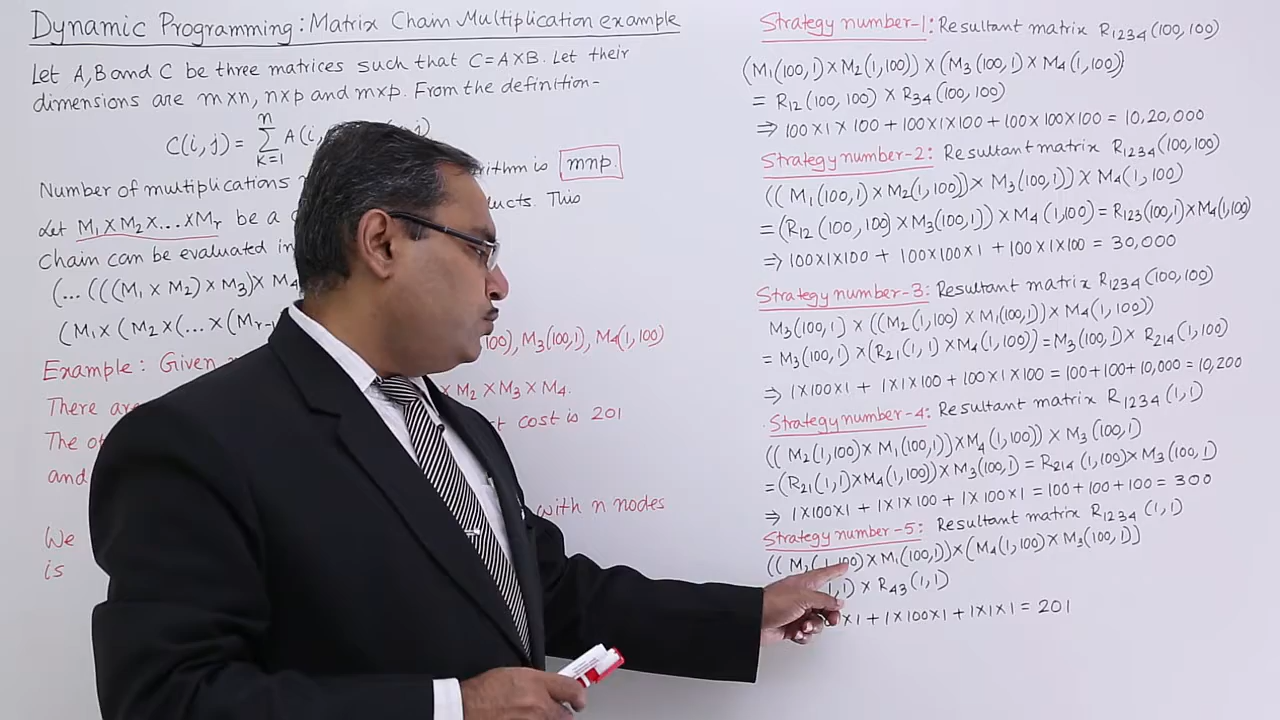 Dynamic Programming: Matrix Chain Multiplication example
Let A, B and C be three matrices such that C=A×B. Let their
dimensions are m×n, n×p and m×p. From the definition-
n
C(i,j) = Σ A(i,
K=1
Number of multiplications is mnp.
Let M₁×M₂×...×Mᵣ be a This
chain can be evaluated in
(...(((M₁×M₂)×M₃)×M₄
(M₁×(M₂×(...×(Mᵣ₋₁
Example: Given 100), M₃(100,1), M₄(1,100)
There are ×M₂×M₃×M₄.
The cost is 201
and
We with n nodes
is
Strategy number-1: Resultant matrix R₁₂₃₄(100,100)
(M₁(100,1)×M₂(1,100))×(M₃(100,1)×M₄(1,100))
= R₁₂(100,100)×R₃₄(100,100)
⇒ 100×1×100+100×1×100+100×100×100 = 10,20,000
Strategy number-2: Resultant matrix R₁₂₃₄(100,100)
((M₁(100,1)×M₂(1,100))×M₃(100,1))×M₄(1,100)
=(R₁₂(100,100)×M₃(100,1))×M₄(1,100)=R₁₂₃(100,1)×M₄(1,100)
⇒ 100×1×100 + 100×100×1 + 100×1×100 = 30,000
Strategy number-3: Resultant matrix R₁₂₃₄(100,100)
M₃(100,1)×((M₂(1,100)×M₁(100,1))×M₄(1,100))
= M₃(100,1)×(R₂₁(1,1)×M₄(1,100))=M₃(100,1)×R₂₁₄(1,100)
⇒ 1×100×1 + 1×1×100+100×1×100 =100+100+10,000=10,200
Strategy number-4: Resultant matrix R₁₂₃₄(1,1)
((M₂(1,100)×M₁(100,1))×M₄(1,100))×M₃(100,1)
=(R₂₁(1,1)×M₄(1,100))×M₃(100,1)=R₂₁₄(1,100)×M₃(100,1)
⇒ 1×100×1 + 1×1×100 + 1×100×1 =100+100+100 = 300
Strategy number-5: Resultant matrix R₁₂₃₄(1,1)
((M₂(1,100)×M₁(100,1))×(M₄(1,100)×M₃(100,1))
1,1)×R₄₃(1,1)
×1+1×100×1+1×1×1 = 201